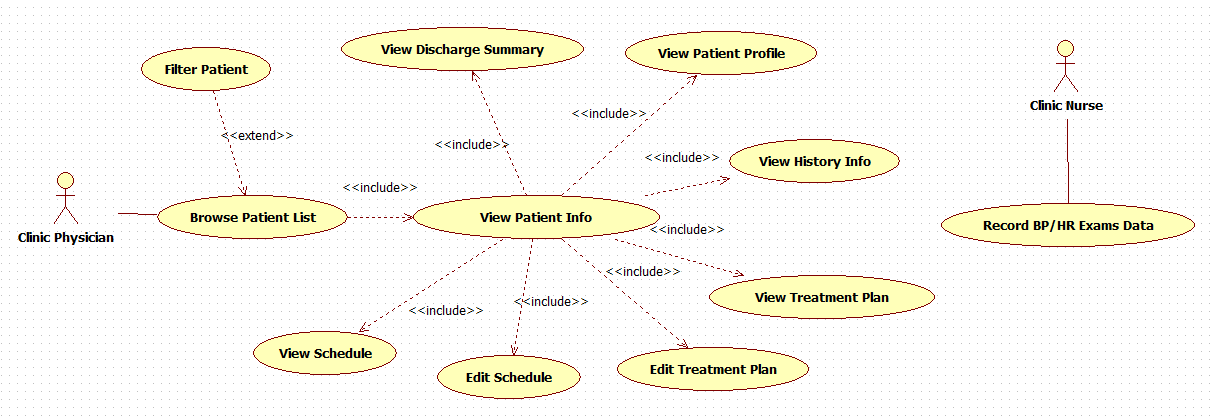 View Discharge Summary
View Patient Profile
Filter Patient
Clinic Nurse
<<include>>
<<extend>>
<<include>>
<<include>>
View History Info
<<include>>
Browse Patient List
View Patient Info
Record BP/HR Exams Data
Clinic Physician
<<include>>
<<include>>
View Treatment Plan
<<include>>
<<include>>
View Schedule
Edit Schedule
Edit Treatment Plan